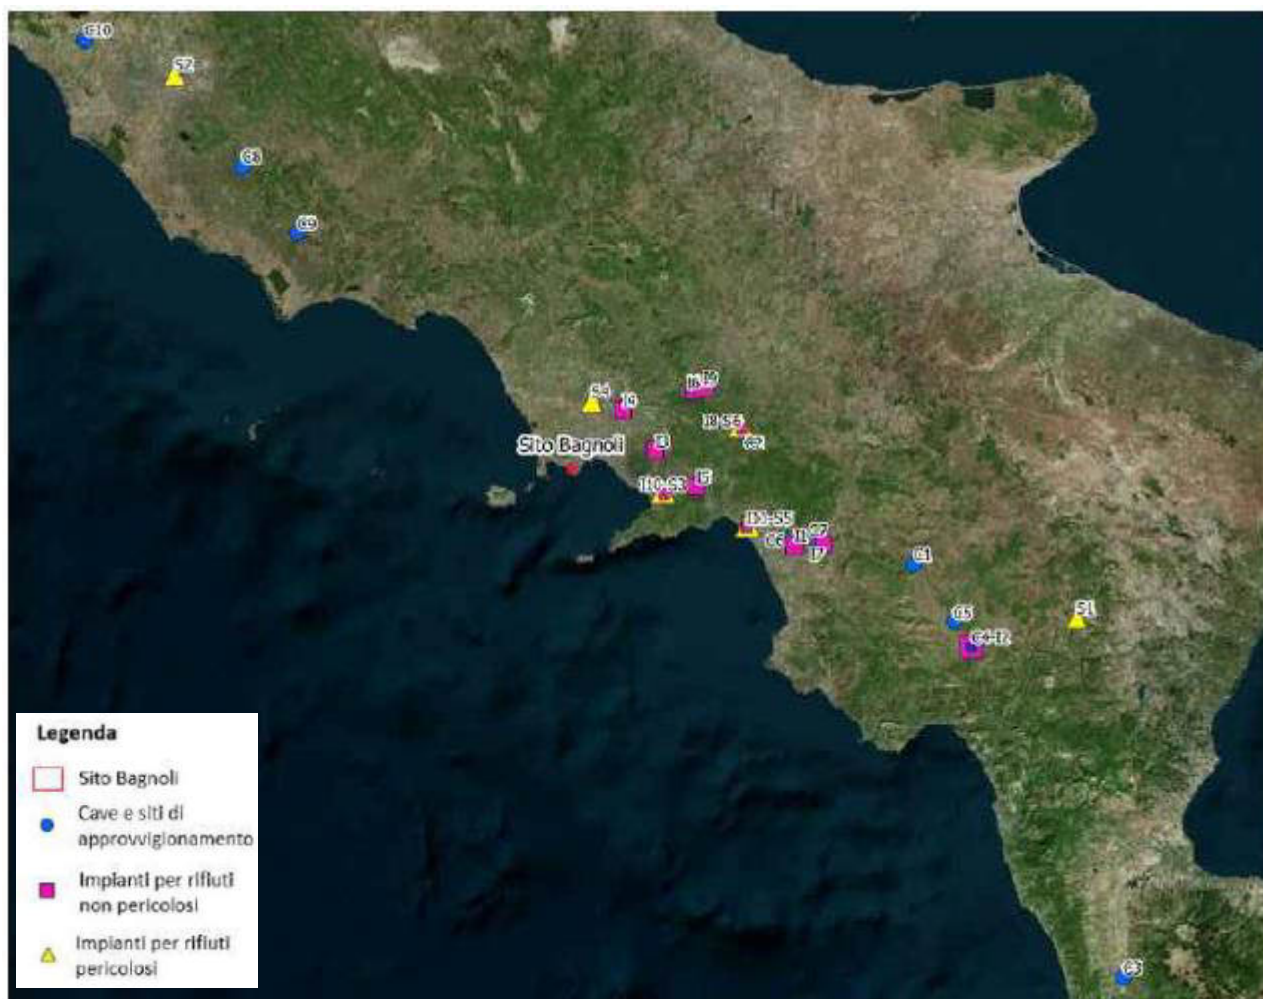 C10
S2
C8
C9
S4
I4
I6
I9
I8-S6
C2
Sito Bagnoli
I3
I5
I10-S3
I11-S5
C6
I1
C7
I7
C1
C5
S1
C4-I2
C3
Legenda
Sito Bagnoli
Cave e siti di
approvvigionamento
Impianti per rifiuti
non pericolosi
Impianti per rifiuti
pericolosi